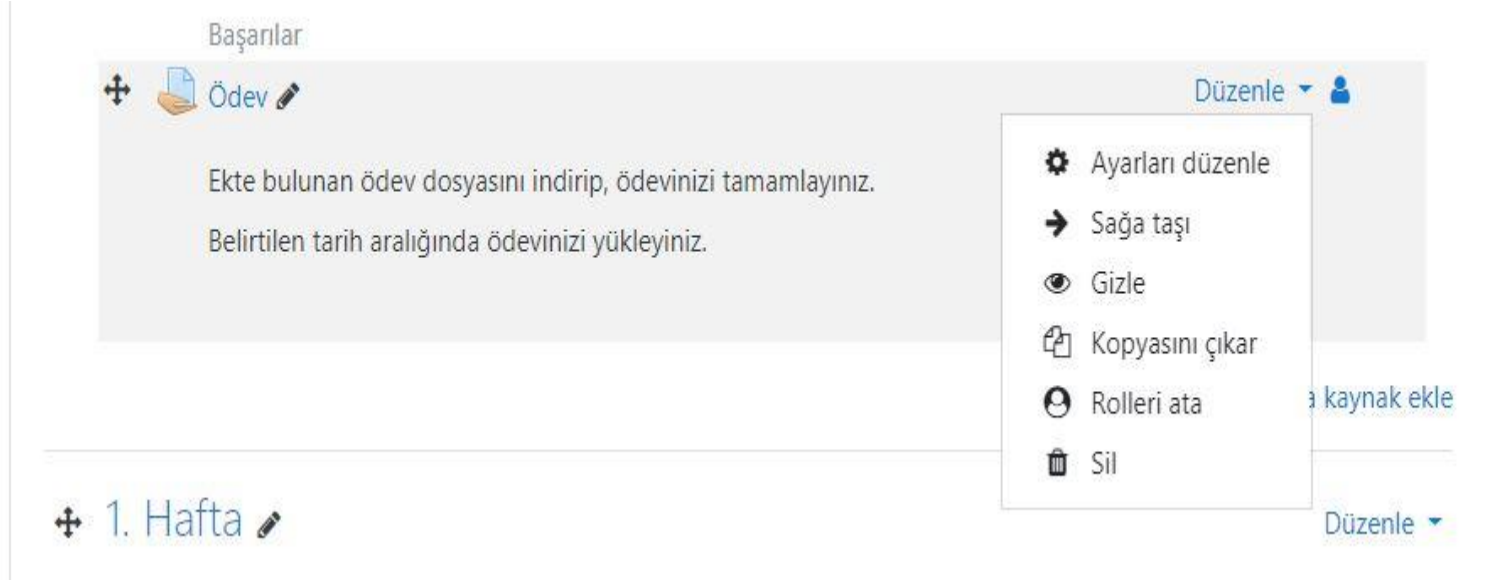 Başarılar
Ödev
Düzenle
Ekte bulunan ödev dosyasını indirip, ödevinizi tamamlayınız.
Belirtilen tarih aralığında ödevinizi yükleyiniz.
Ayarları düzenle
Sağa taşı
Gizle
Kopyasını çıkar
Rolleri ata
Sil
kaynak ekle
1. Hafta
Düzenle